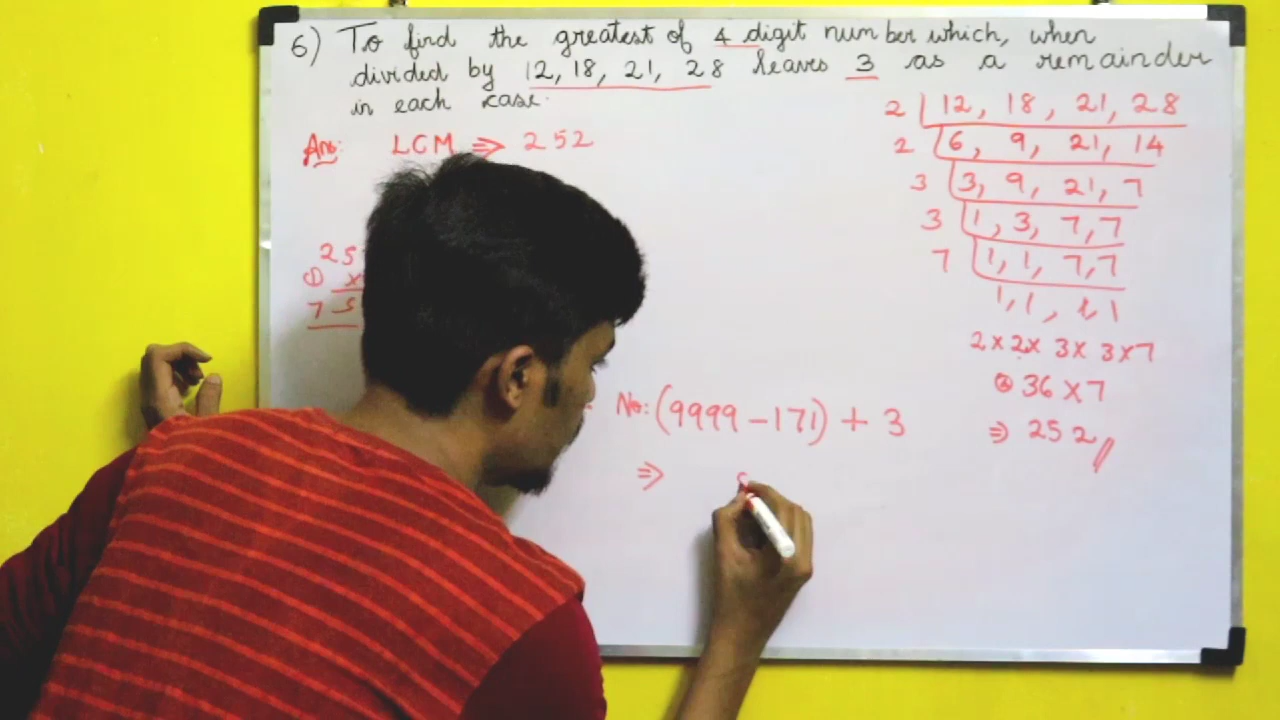 6) To find the greatest of 4 digit number which, when
divided by 12, 18, 21, 28 leaves 3 as a remainder
in each case.
Ans: LCM ⇒ 252
25
① x
7 5
No: (9999 - 171) + 3
⇒
2 | 12, 18, 21, 28
2 | 6, 9, 21, 14
3 | 3, 9, 21, 7
3 | 1, 3, 7, 7
7 | 1, 1, 7, 7
1, 1, 1, 1
2 x 2 x 3 x 3 x 7
36 x 7
⇒ 252 //